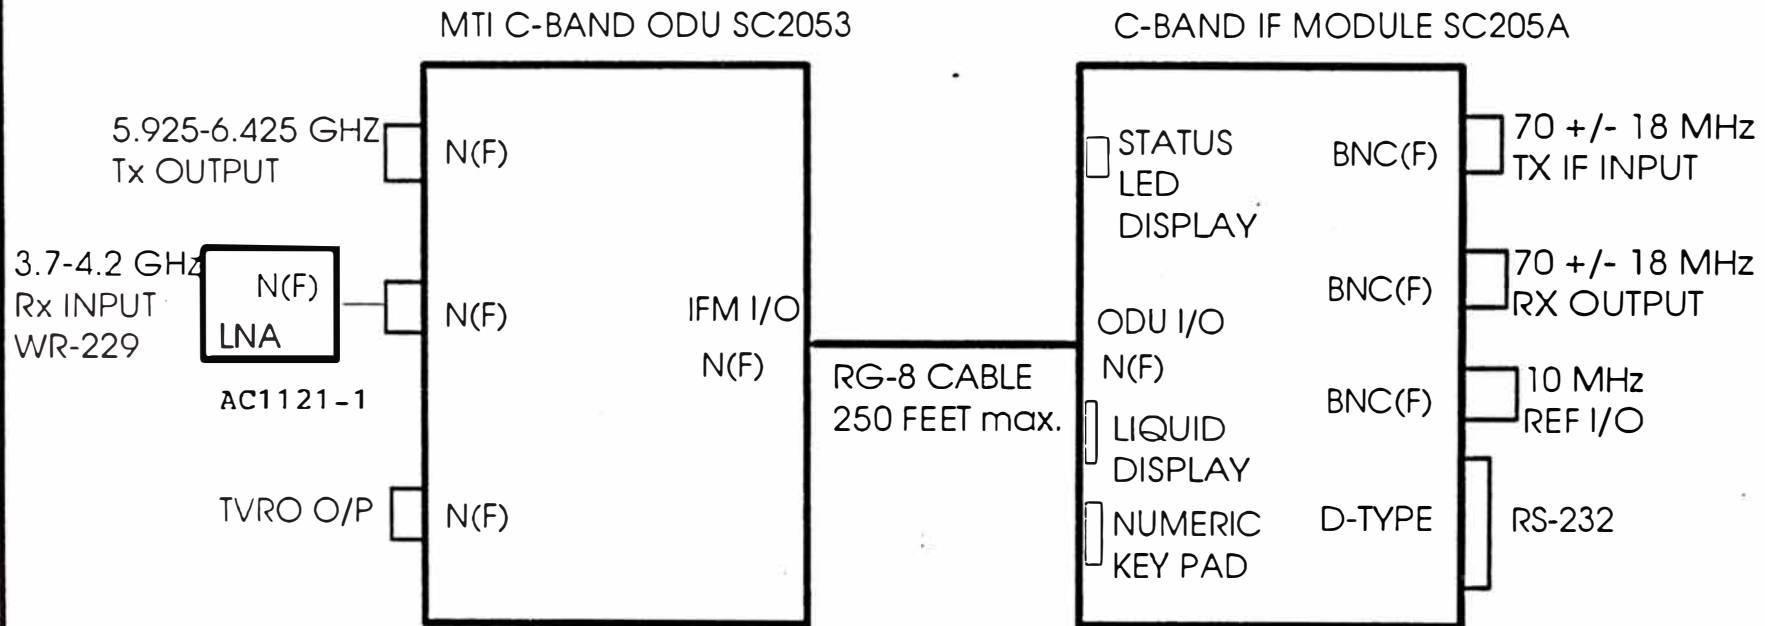 MTI C-BAND ODU SC2053
5.925-6.425 GHZ
Tx OUTPUT
N(F)
3.7-4.2 GHz
Rx INPUT
WR-229
N(F)
LNA
AC1121-1
N(F)
IFM I/O
N(F)
TVRO O/P
N(F)
RG-8 CABLE
250 FEET max.
C-BAND IF MODULE SC205A
STATUS
LED
DISPLAY
BNC(F)
70 +/- 18 MHz
TX IF INPUT
BNC(F)
70 +/- 18 MHz
RX OUTPUT
ODU I/O
N(F)
BNC(F)
10 MHz
REF I/O
LIQUID
DISPLAY
NUMERIC
KEY PAD
D-TYPE
RS-232